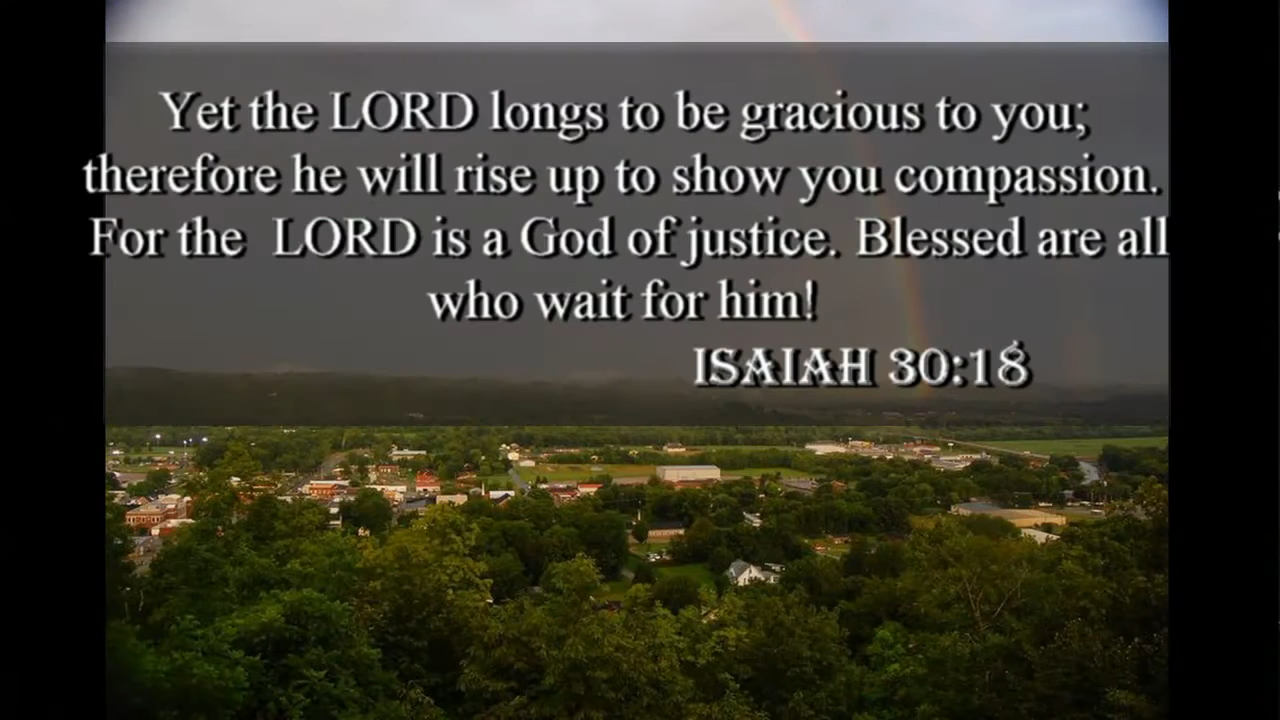 Yet the LORD longs to be gracious to you;
therefore he will rise up to show you compassion.
For the  LORD is a God of justice. Blessed are all
who wait for him!
ISAIAH 30:18